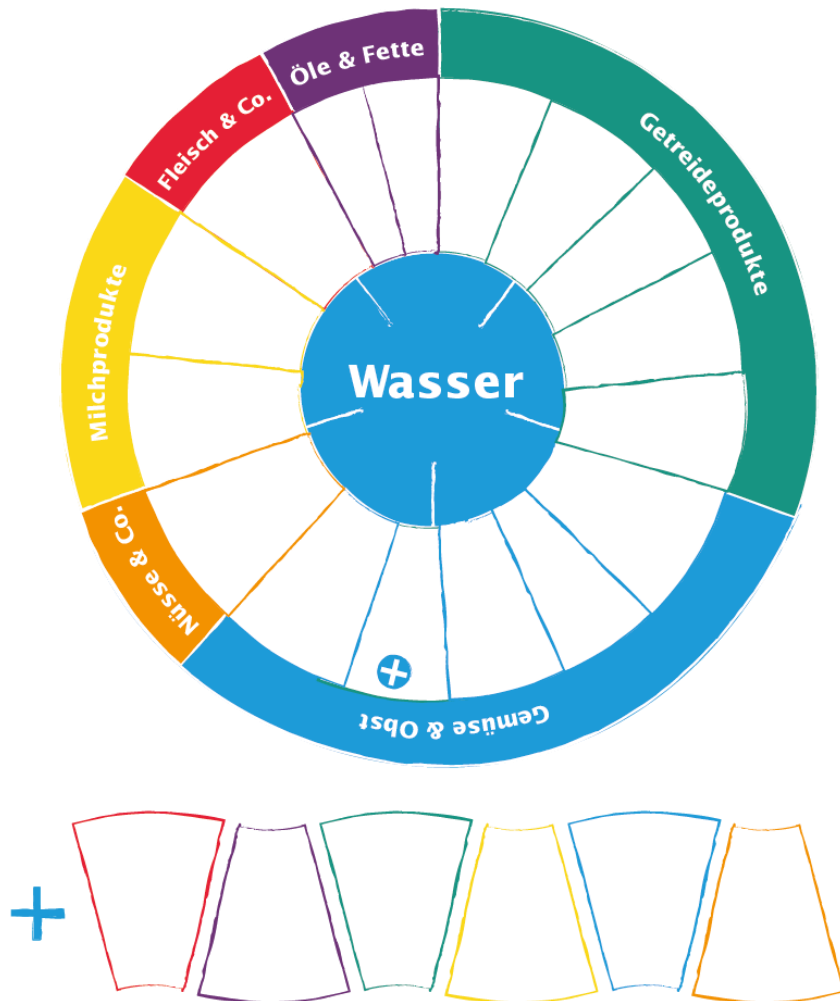 Öle & Fette
Getreideprodukte
Fleisch & Co.
Milchprodukte
Wasser
Nüsse & Co.
Gemüse & Obst
+
+